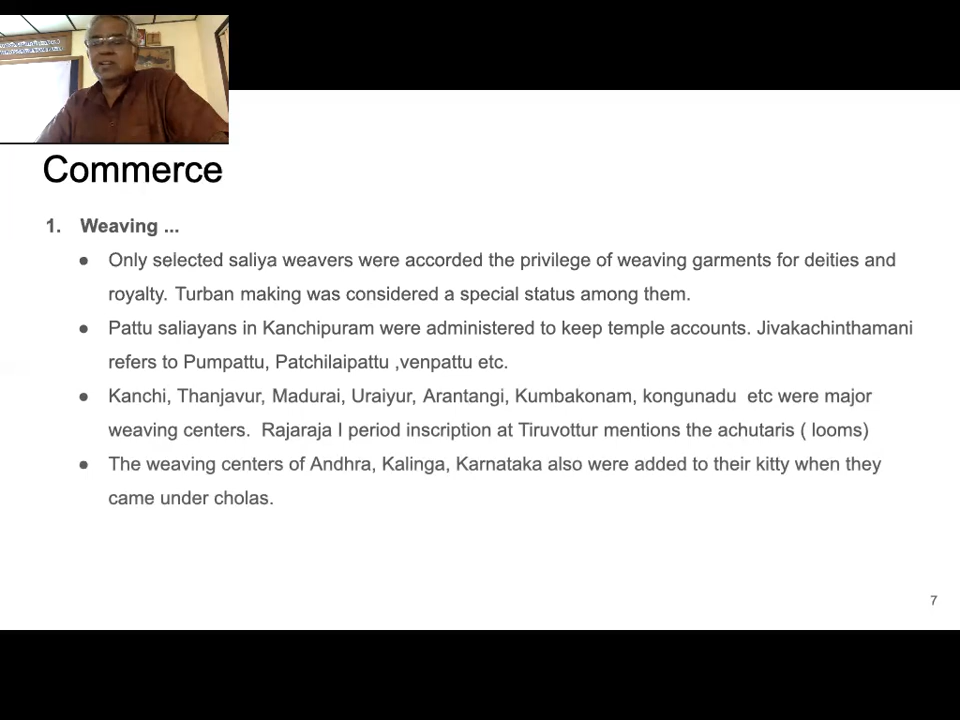 Commerce
1. Weaving ...
● Only selected saliya weavers were accorded the privilege of weaving garments for deities and
royalty. Turban making was considered a special status among them.
● Pattu saliayans in Kanchipuram were administered to keep temple accounts. Jivakachinthamani
refers to Pumpattu, Patchilaipattu ,venpattu etc.
● Kanchi, Thanjavur, Madurai, Uraiyur, Arantangi, Kumbakonam, kongunadu etc were major
weaving centers. Rajaraja I period inscription at Tiruvottur mentions the achutaris ( looms)
● The weaving centers of Andhra, Kalinga, Karnataka also were added to their kitty when they
came under cholas.
7